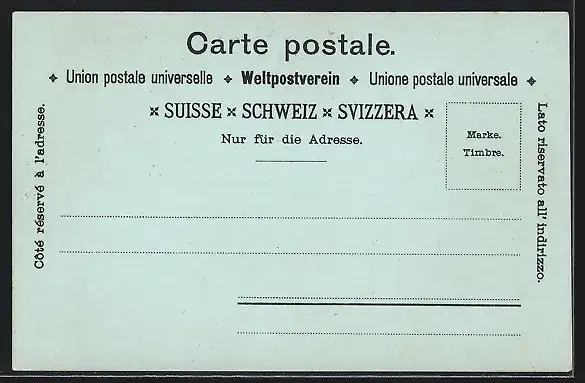 Carte postale.
✦ Union postale universelle ✦ Weltpostverein ✦ Unione postale universale ✦
× SUISSE × SCHWEIZ × SVIZZERA ×
Nur für die Adresse.
Marke.
Timbre.
Côté réservé à l'adresse.
Lato riservato all' indirizzo.